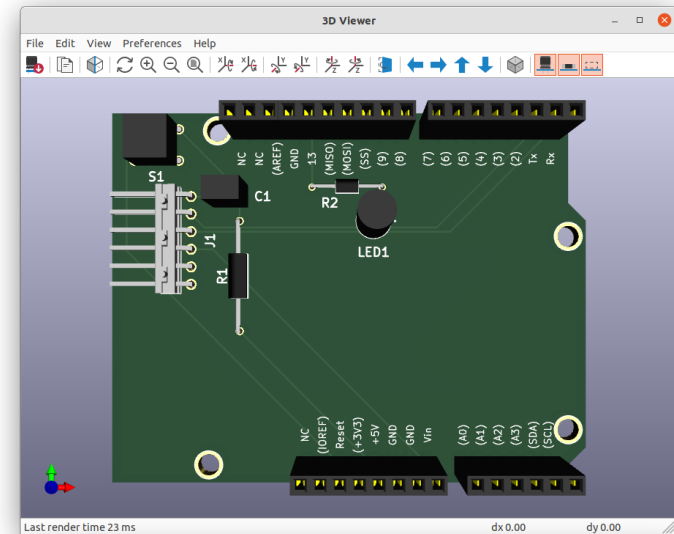 3D Viewer
File Edit View Preferences Help
NC NC (AREF) GND 13 (MISO) (MOSI) (SS) (9) (8) (7) (6) (5) (4) (3) (2) Tx Rx
S1
C1
R2
J1
LED1
R1
NC (IOREF) Reset (+3V3) +5V GND GND Vin (A0) (A1) (A2) (A3) (SDA) (SCL)
Last render time 23 ms dx 0.00 dy 0.00